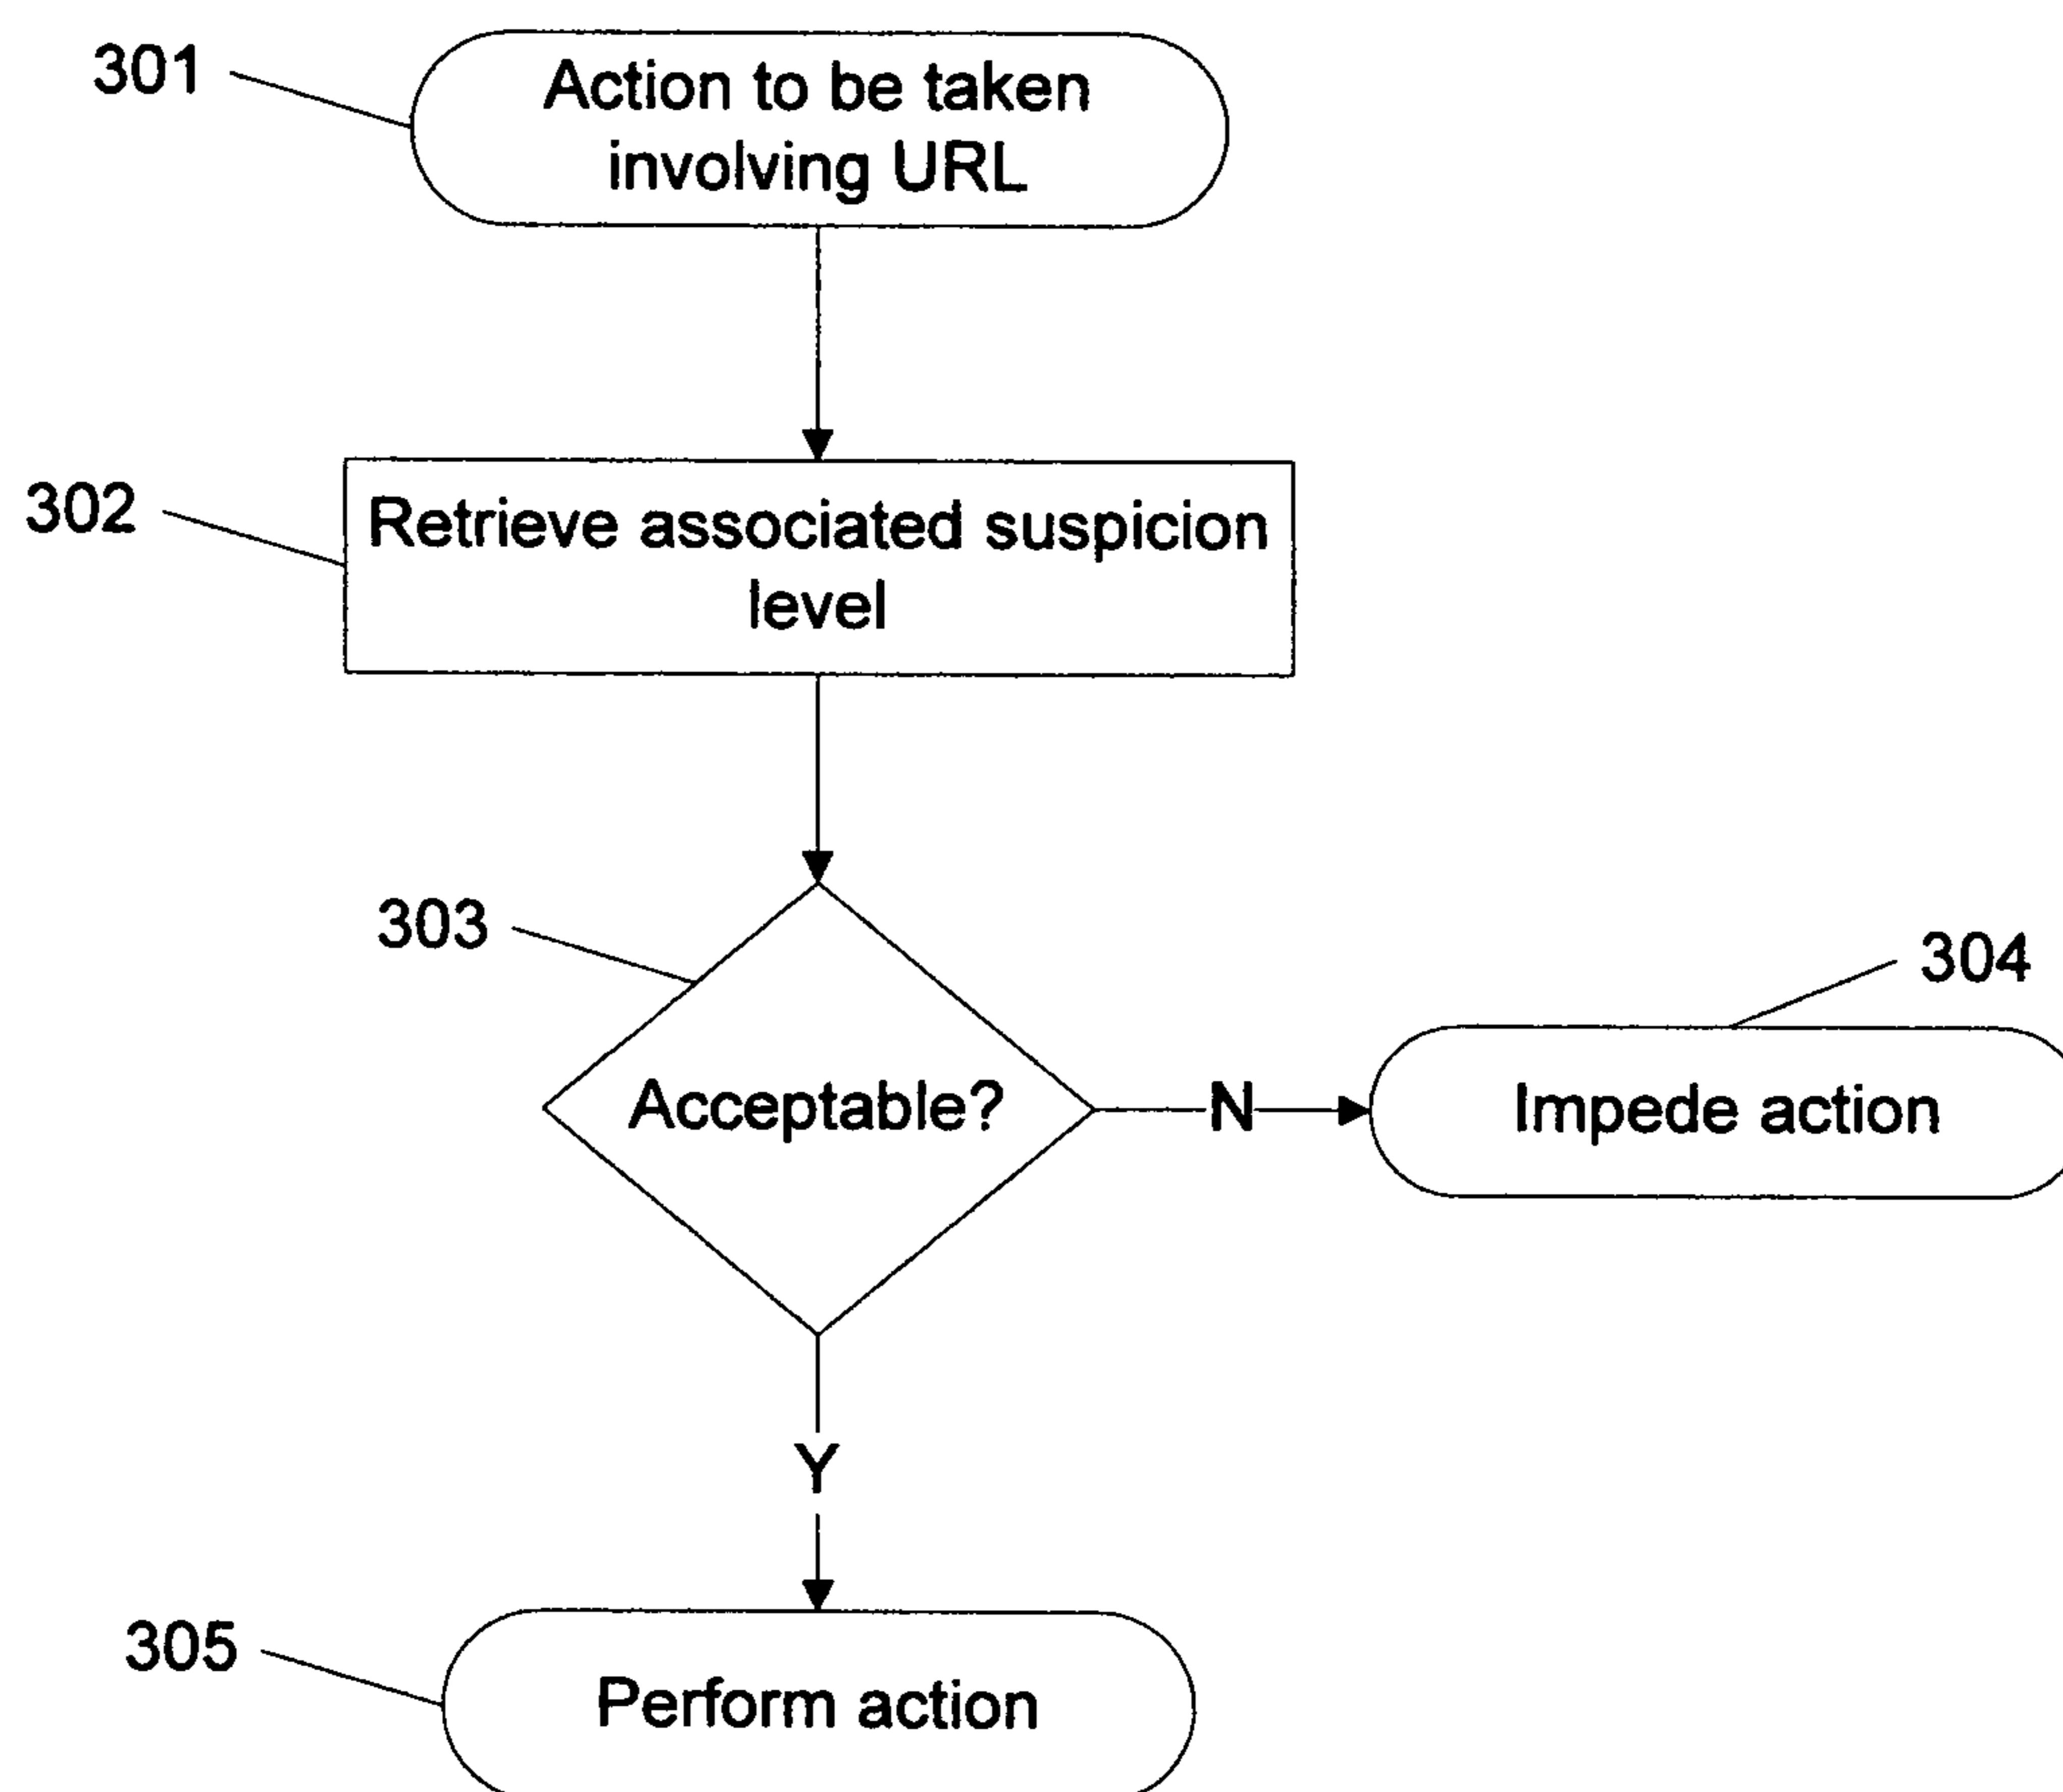 301
Action to be taken
involving URL
302
Retrieve associated suspicion
level
303
304
Acceptable?
N
Impede action
Y
305
Perform action